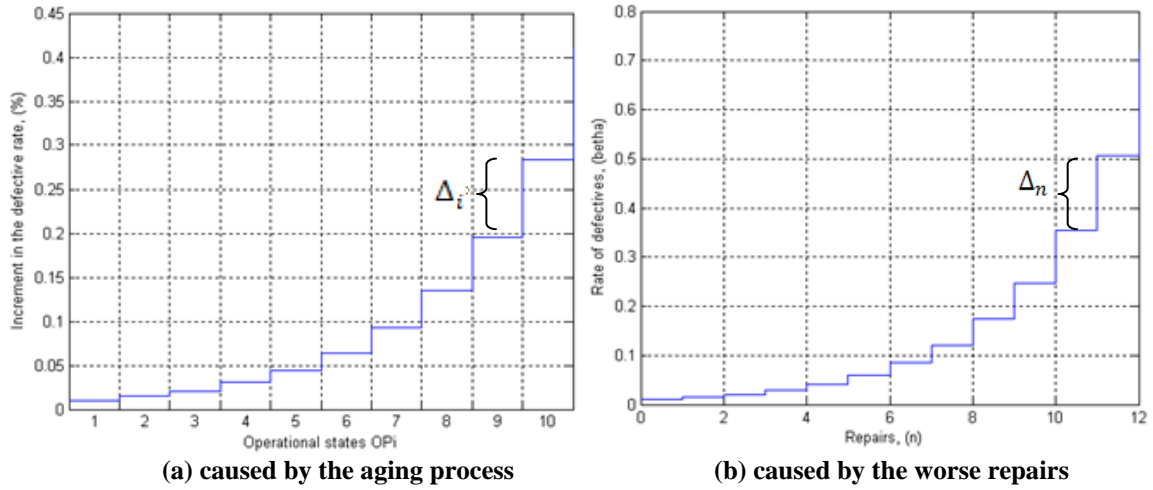 0.45
0.4
0.35
0.3
0.25
0.2
0.15
0.1
0.05
0
Increment in the defective rate, (%)
Δi
1 2 3 4 5 6 7 8 9 10
Operational states OPi
(a) caused by the aging process
0.8
0.7
0.6
0.5
0.4
0.3
0.2
0.1
0
Rate of defectives, (betha)
Δn
0 2 4 6 8 10 12
Repairs, (n)
(b) caused by the worse repairs